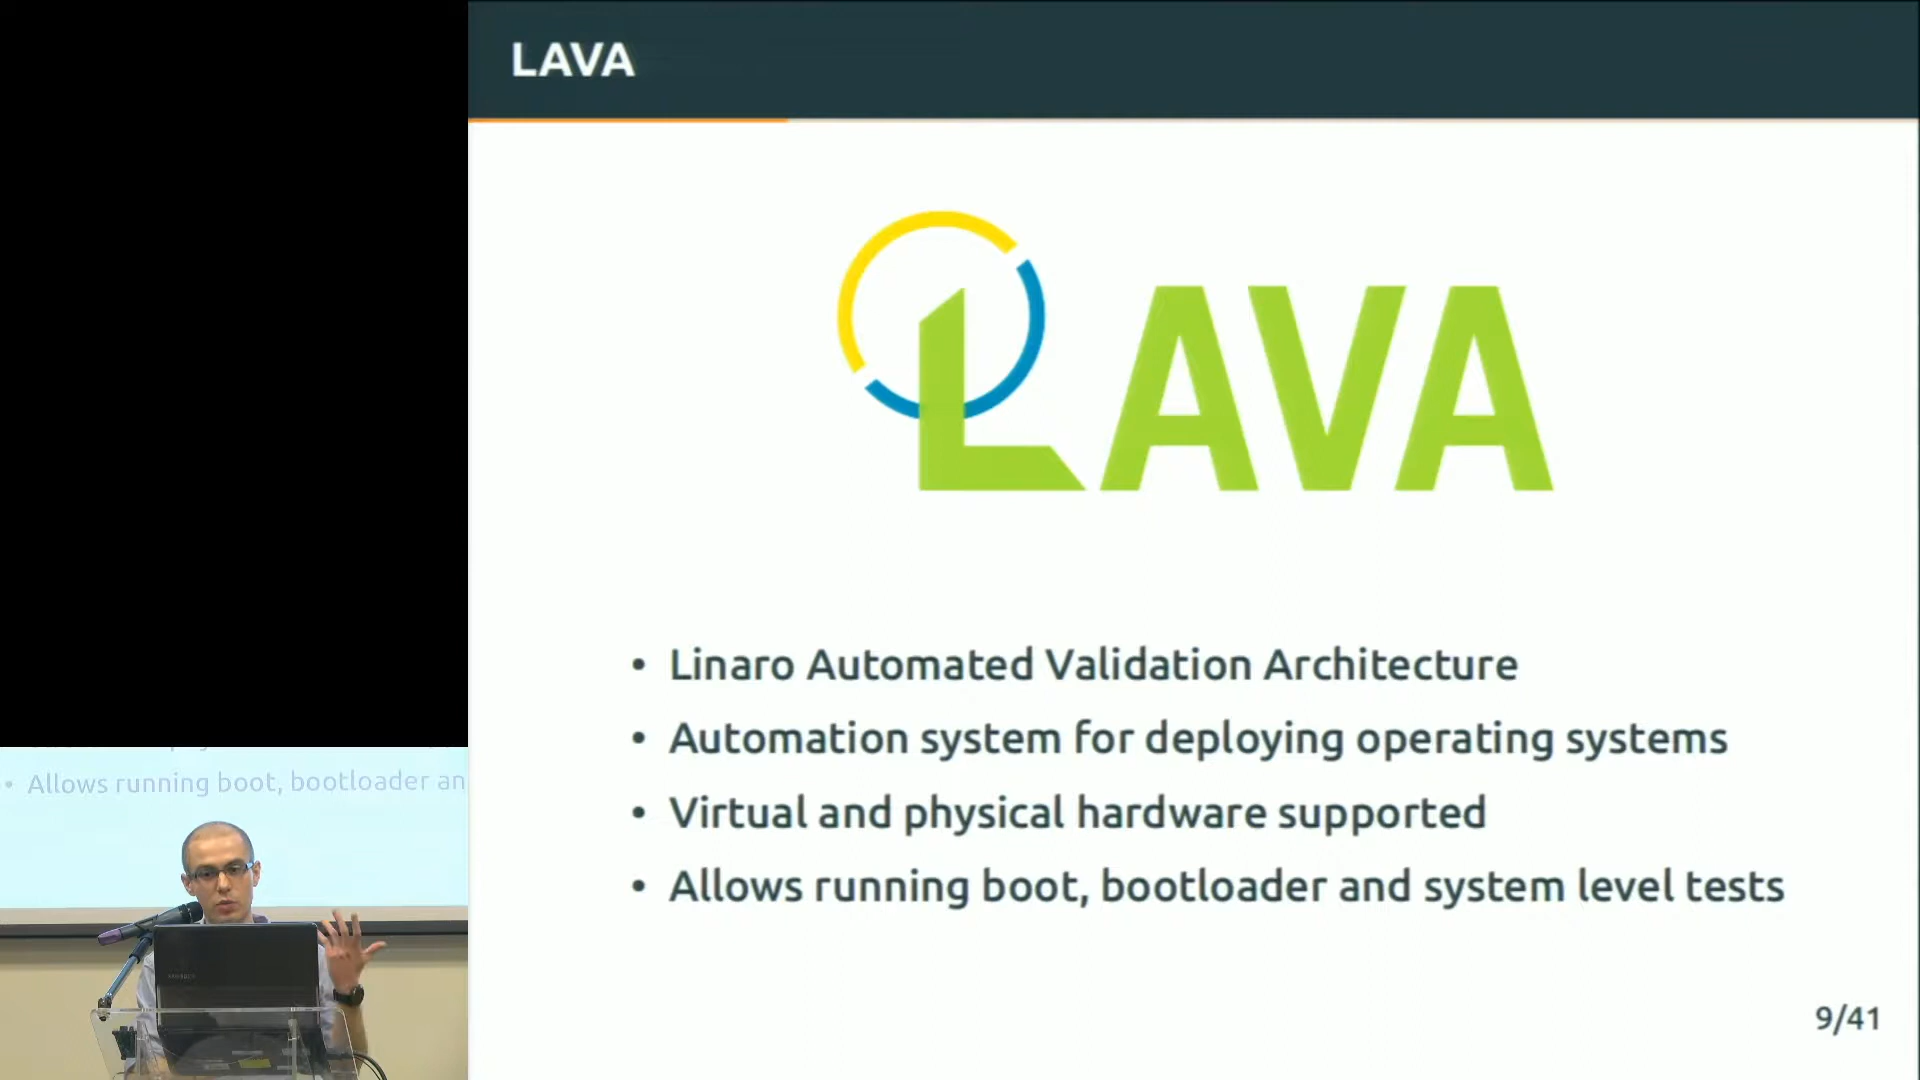 LAVA
LAVA
• Linaro Automated Validation Architecture
• Automation system for deploying operating systems
• Virtual and physical hardware supported
• Allows running boot, bootloader and system level tests
9/41
• Allows running boot, bootloader an